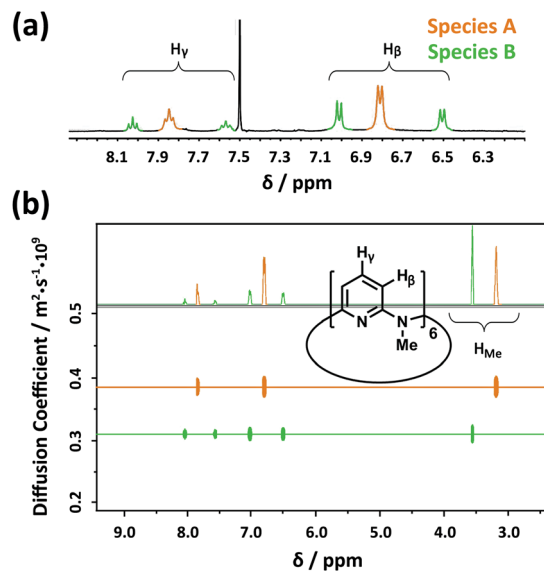 (a)
Species A
Species B
Hγ
Hβ
8.1 7.9 7.7 7.5 7.3 7.1 6.9 6.7 6.5 6.3
δ / ppm
(b)
Diffusion Coefficient / m²•s⁻¹•10⁹
0.5
0.4
0.3
0.2
Hγ
Hβ
N
N
6
Me
HMe
9.0 8.0 7.0 6.0 5.0 4.0 3.0
δ / ppm